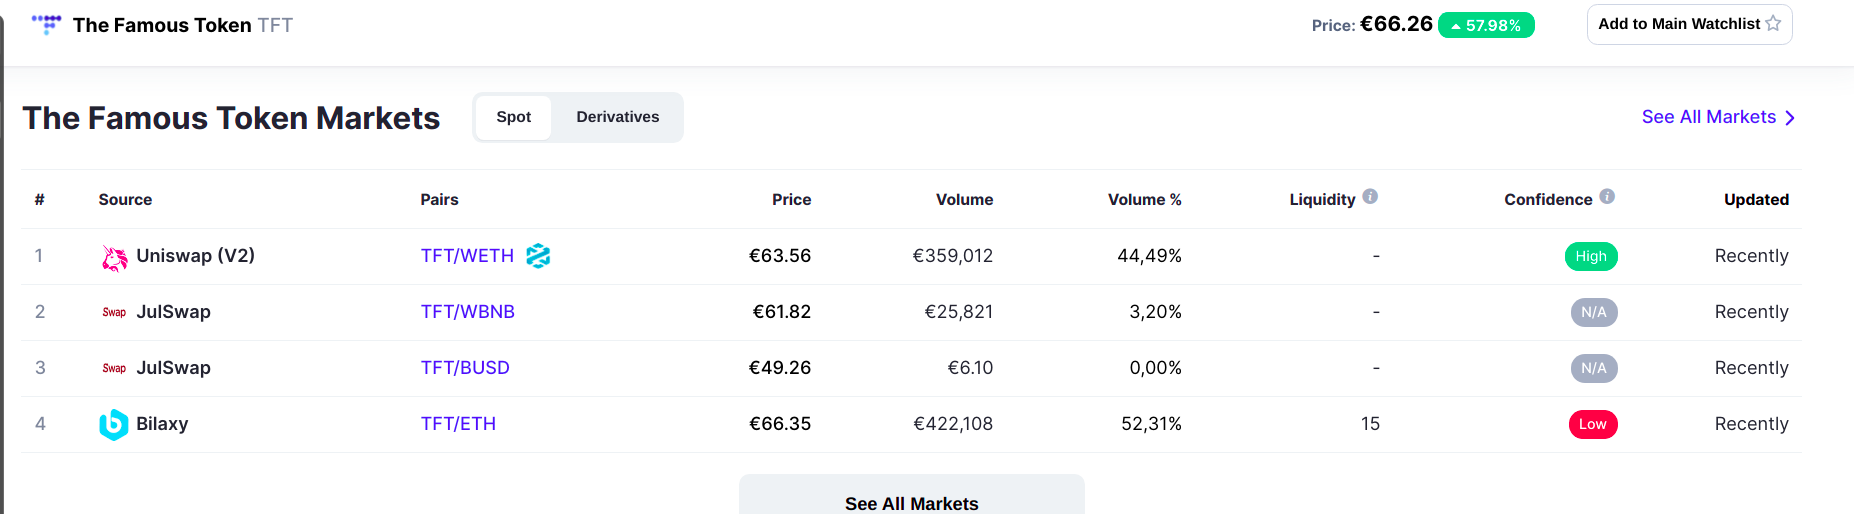 The Famous Token TFT Price: €66.26 57.98% Add to Main Watchlist
The Famous Token Markets Spot Derivatives See All Markets
# Source Pairs Price Volume Volume % Liquidity i Confidence i Updated
1 Uniswap (V2) TFT/WETH €63.56 €359,012 44,49% - High Recently
2 Swap JulSwap TFT/WBNB €61.82 €25,821 3,20% - N/A Recently
3 Swap JulSwap TFT/BUSD €49.26 €6.10 0,00% - N/A Recently
4 Bilaxy TFT/ETH €66.35 €422,108 52,31% 15 Low Recently
See All Markets